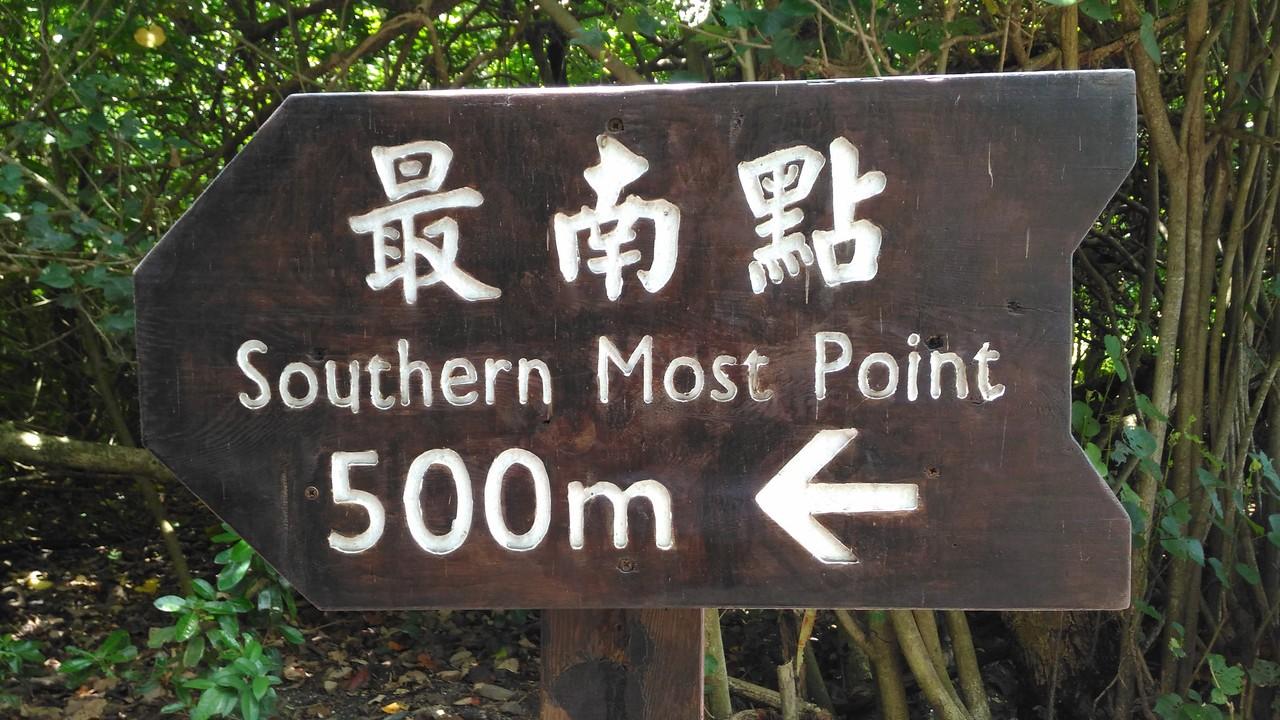 最南點
Southern Most Point
500m ←